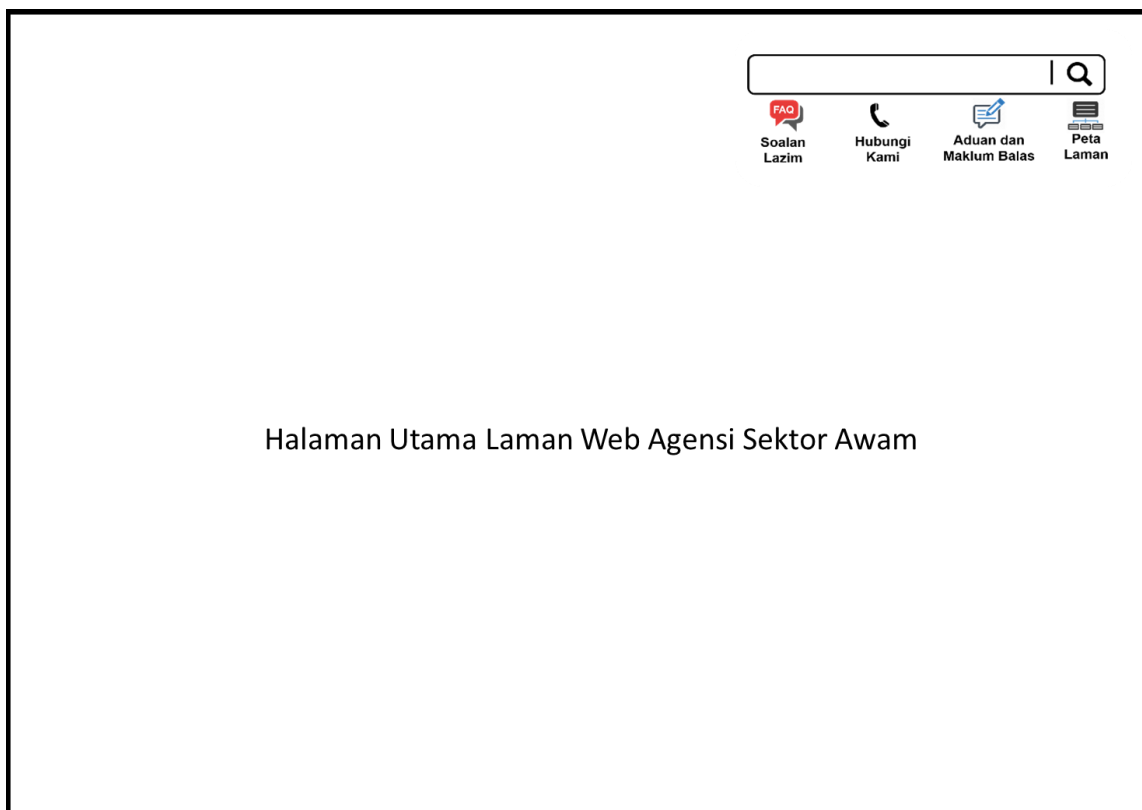 FAQ
Soalan
Lazim
Hubungi
Kami
Aduan dan
Maklum Balas
Peta
Laman
Halaman Utama Laman Web Agensi Sektor Awam